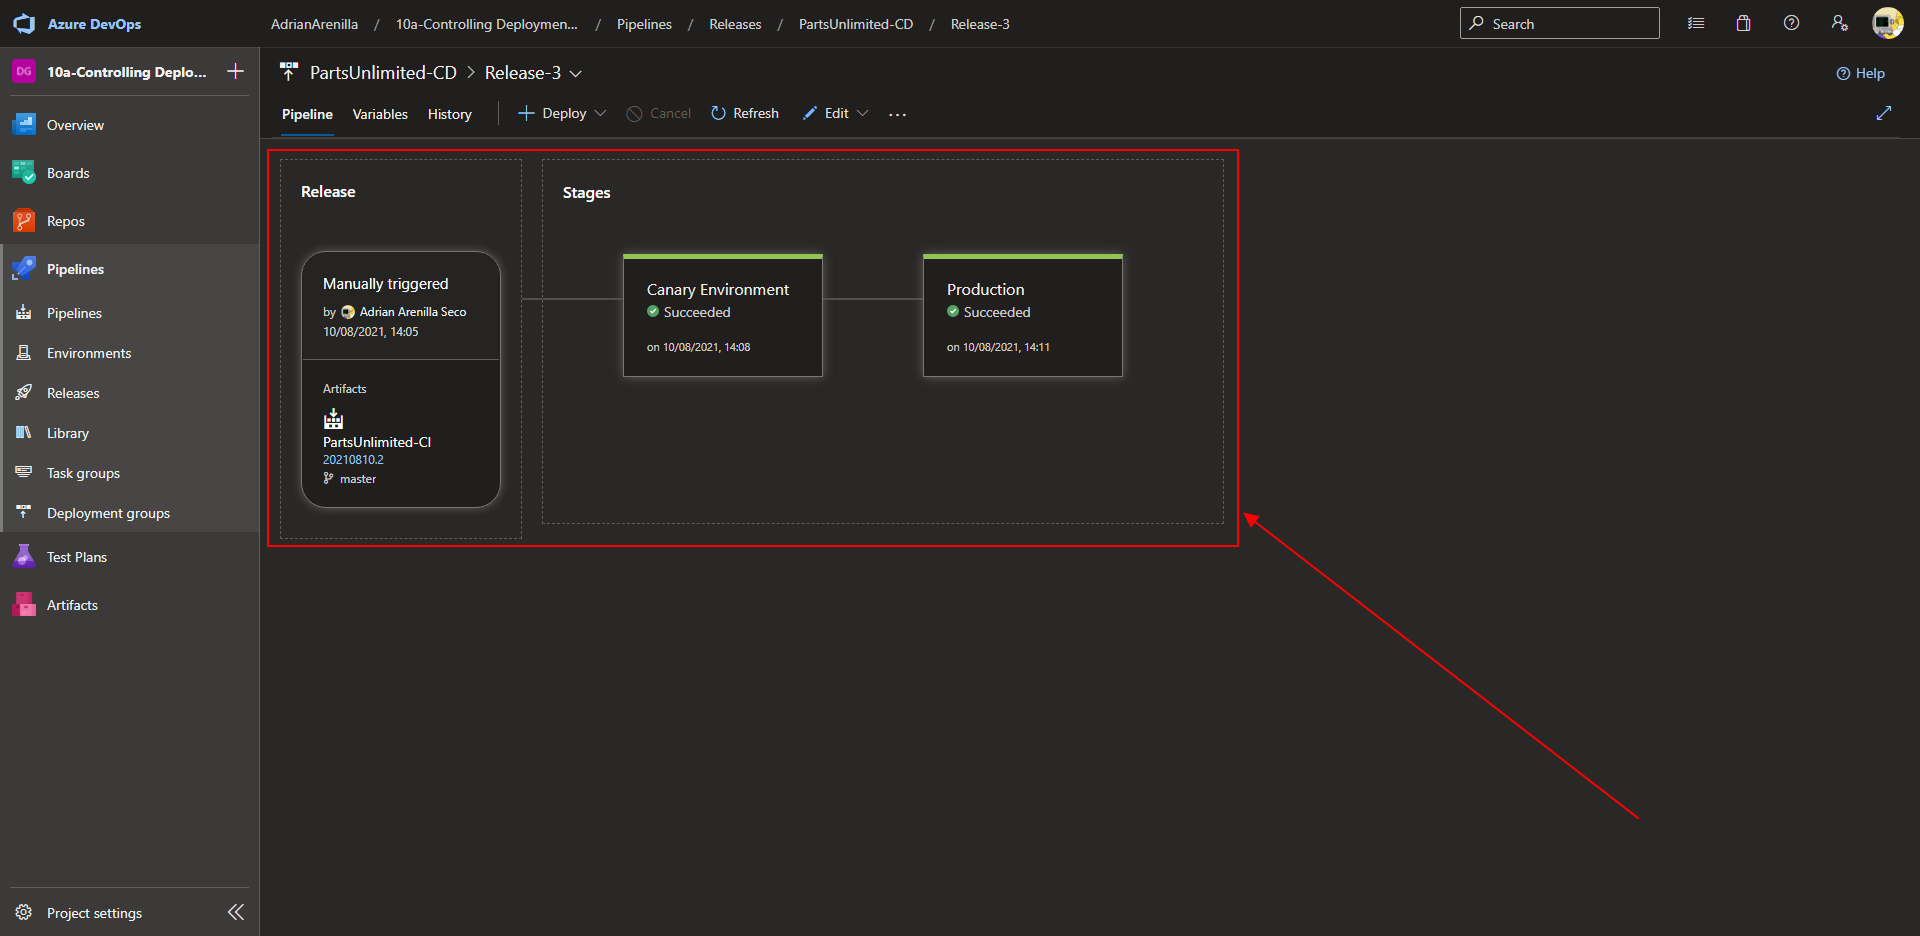 Azure DevOps
AdrianArenilla / 10a-Controlling Deploymen... / Pipelines / Releases / PartsUnlimited-CD / Release-3
Search
DG
10a-Controlling Deplo...
PartsUnlimited-CD > Release-3
Help
Pipeline
Variables
History
Deploy
Cancel
Refresh
Edit
Overview
Boards
Repos
Pipelines
Pipelines
Environments
Releases
Library
Task groups
Deployment groups
Test Plans
Artifacts
Project settings
Release
Manually triggered
by Adrian Arenilla Seco
10/08/2021, 14:05
Artifacts
PartsUnlimited-CI
20210810.2
master
Stages
Canary Environment
Succeeded
on 10/08/2021, 14:08
Production
Succeeded
on 10/08/2021, 14:11